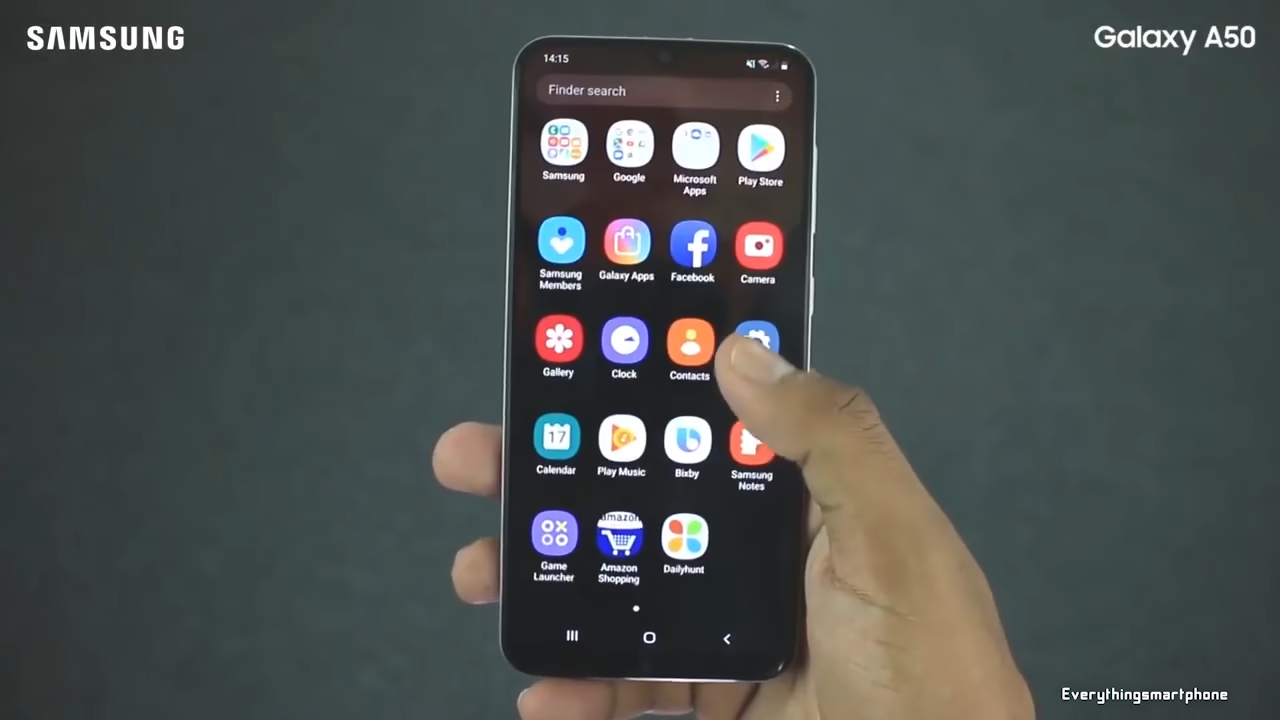 SAMSUNG
Galaxy A50
14:15
Finder search
Samsung
Google
Microsoft
Apps
Play Store
Samsung
Members
Galaxy Apps
Facebook
Camera
Gallery
Clock
Contacts
17
Calendar
Play Music
Bixby
Samsung
Notes
Game
Launcher
amazon
Amazon
Shopping
Dailyhunt
Everythingsmartphone